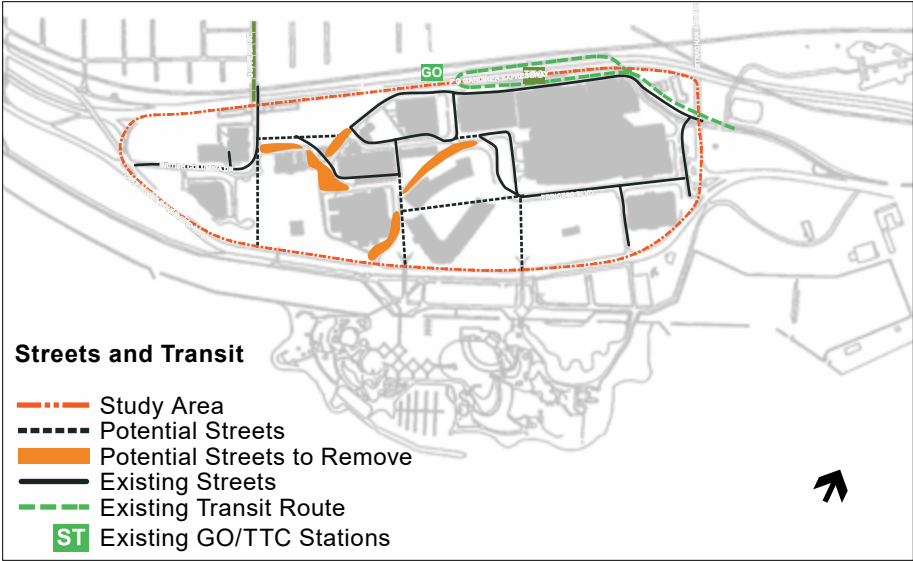 GO
Streets and Transit
Study Area
Potential Streets
Potential Streets to Remove
Existing Streets
Existing Transit Route
ST Existing GO/TTC Stations